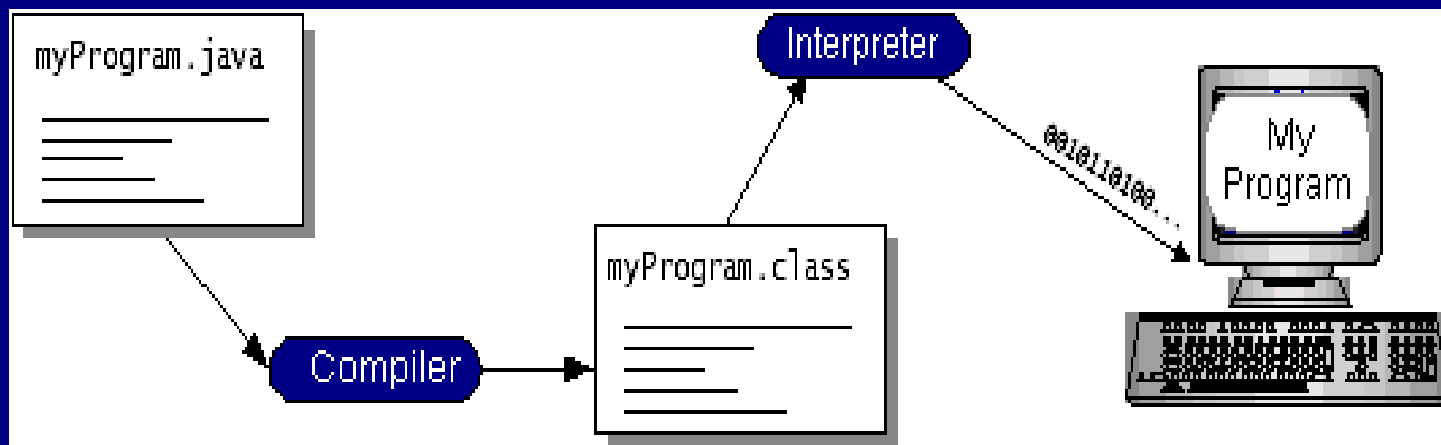 myProgram.java
Compiler
myProgram.class
Interpreter
0010110100...
My
Program